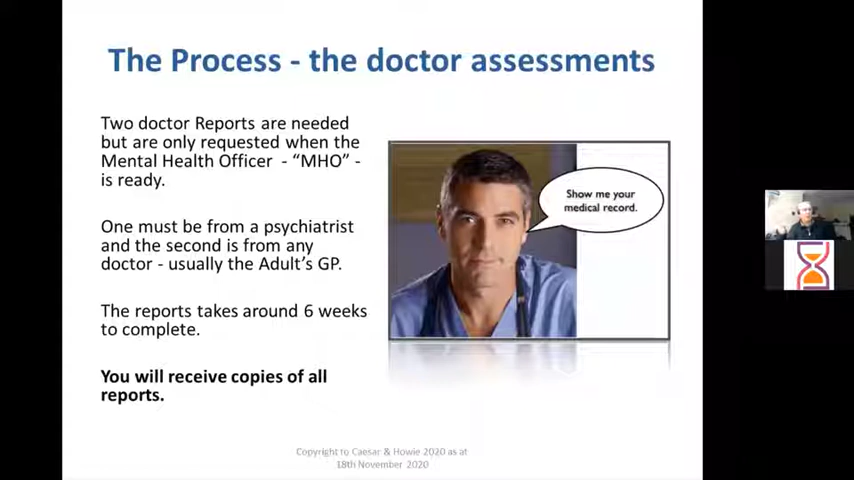 The Process - the doctor assessments
Two doctor Reports are needed
but are only requested when the
Mental Health Officer - “MHO” -
is ready.
One must be from a psychiatrist
and the second is from any
doctor - usually the Adult’s GP.
The reports takes around 6 weeks
to complete.
You will receive copies of all
reports.
Show me your
medical record.
Copyright to Caesar & Howie 2020 as at
18th November 2020